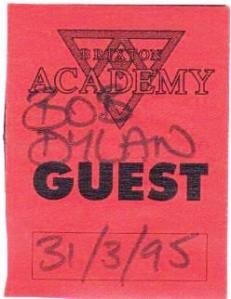 BRIXTON
ACADEMY
BOB
DYLAN
GUEST
31/3/95